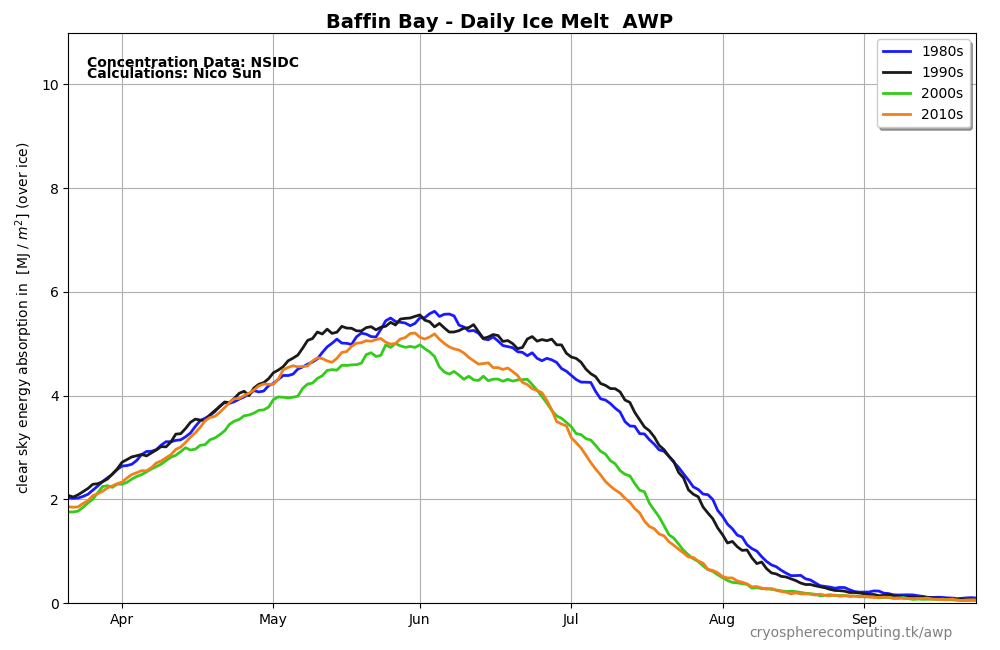 Baffin Bay - Daily Ice Melt  AWP
Concentration Data: NSIDC
Calculations: Nico Sun
1980s
1990s
2000s
2010s
clear sky energy absorption in  [MJ / m²] (over ice)
10
8
6
4
2
0
Apr May Jun Jul Aug Sep
cryospherecomputing.tk/awp